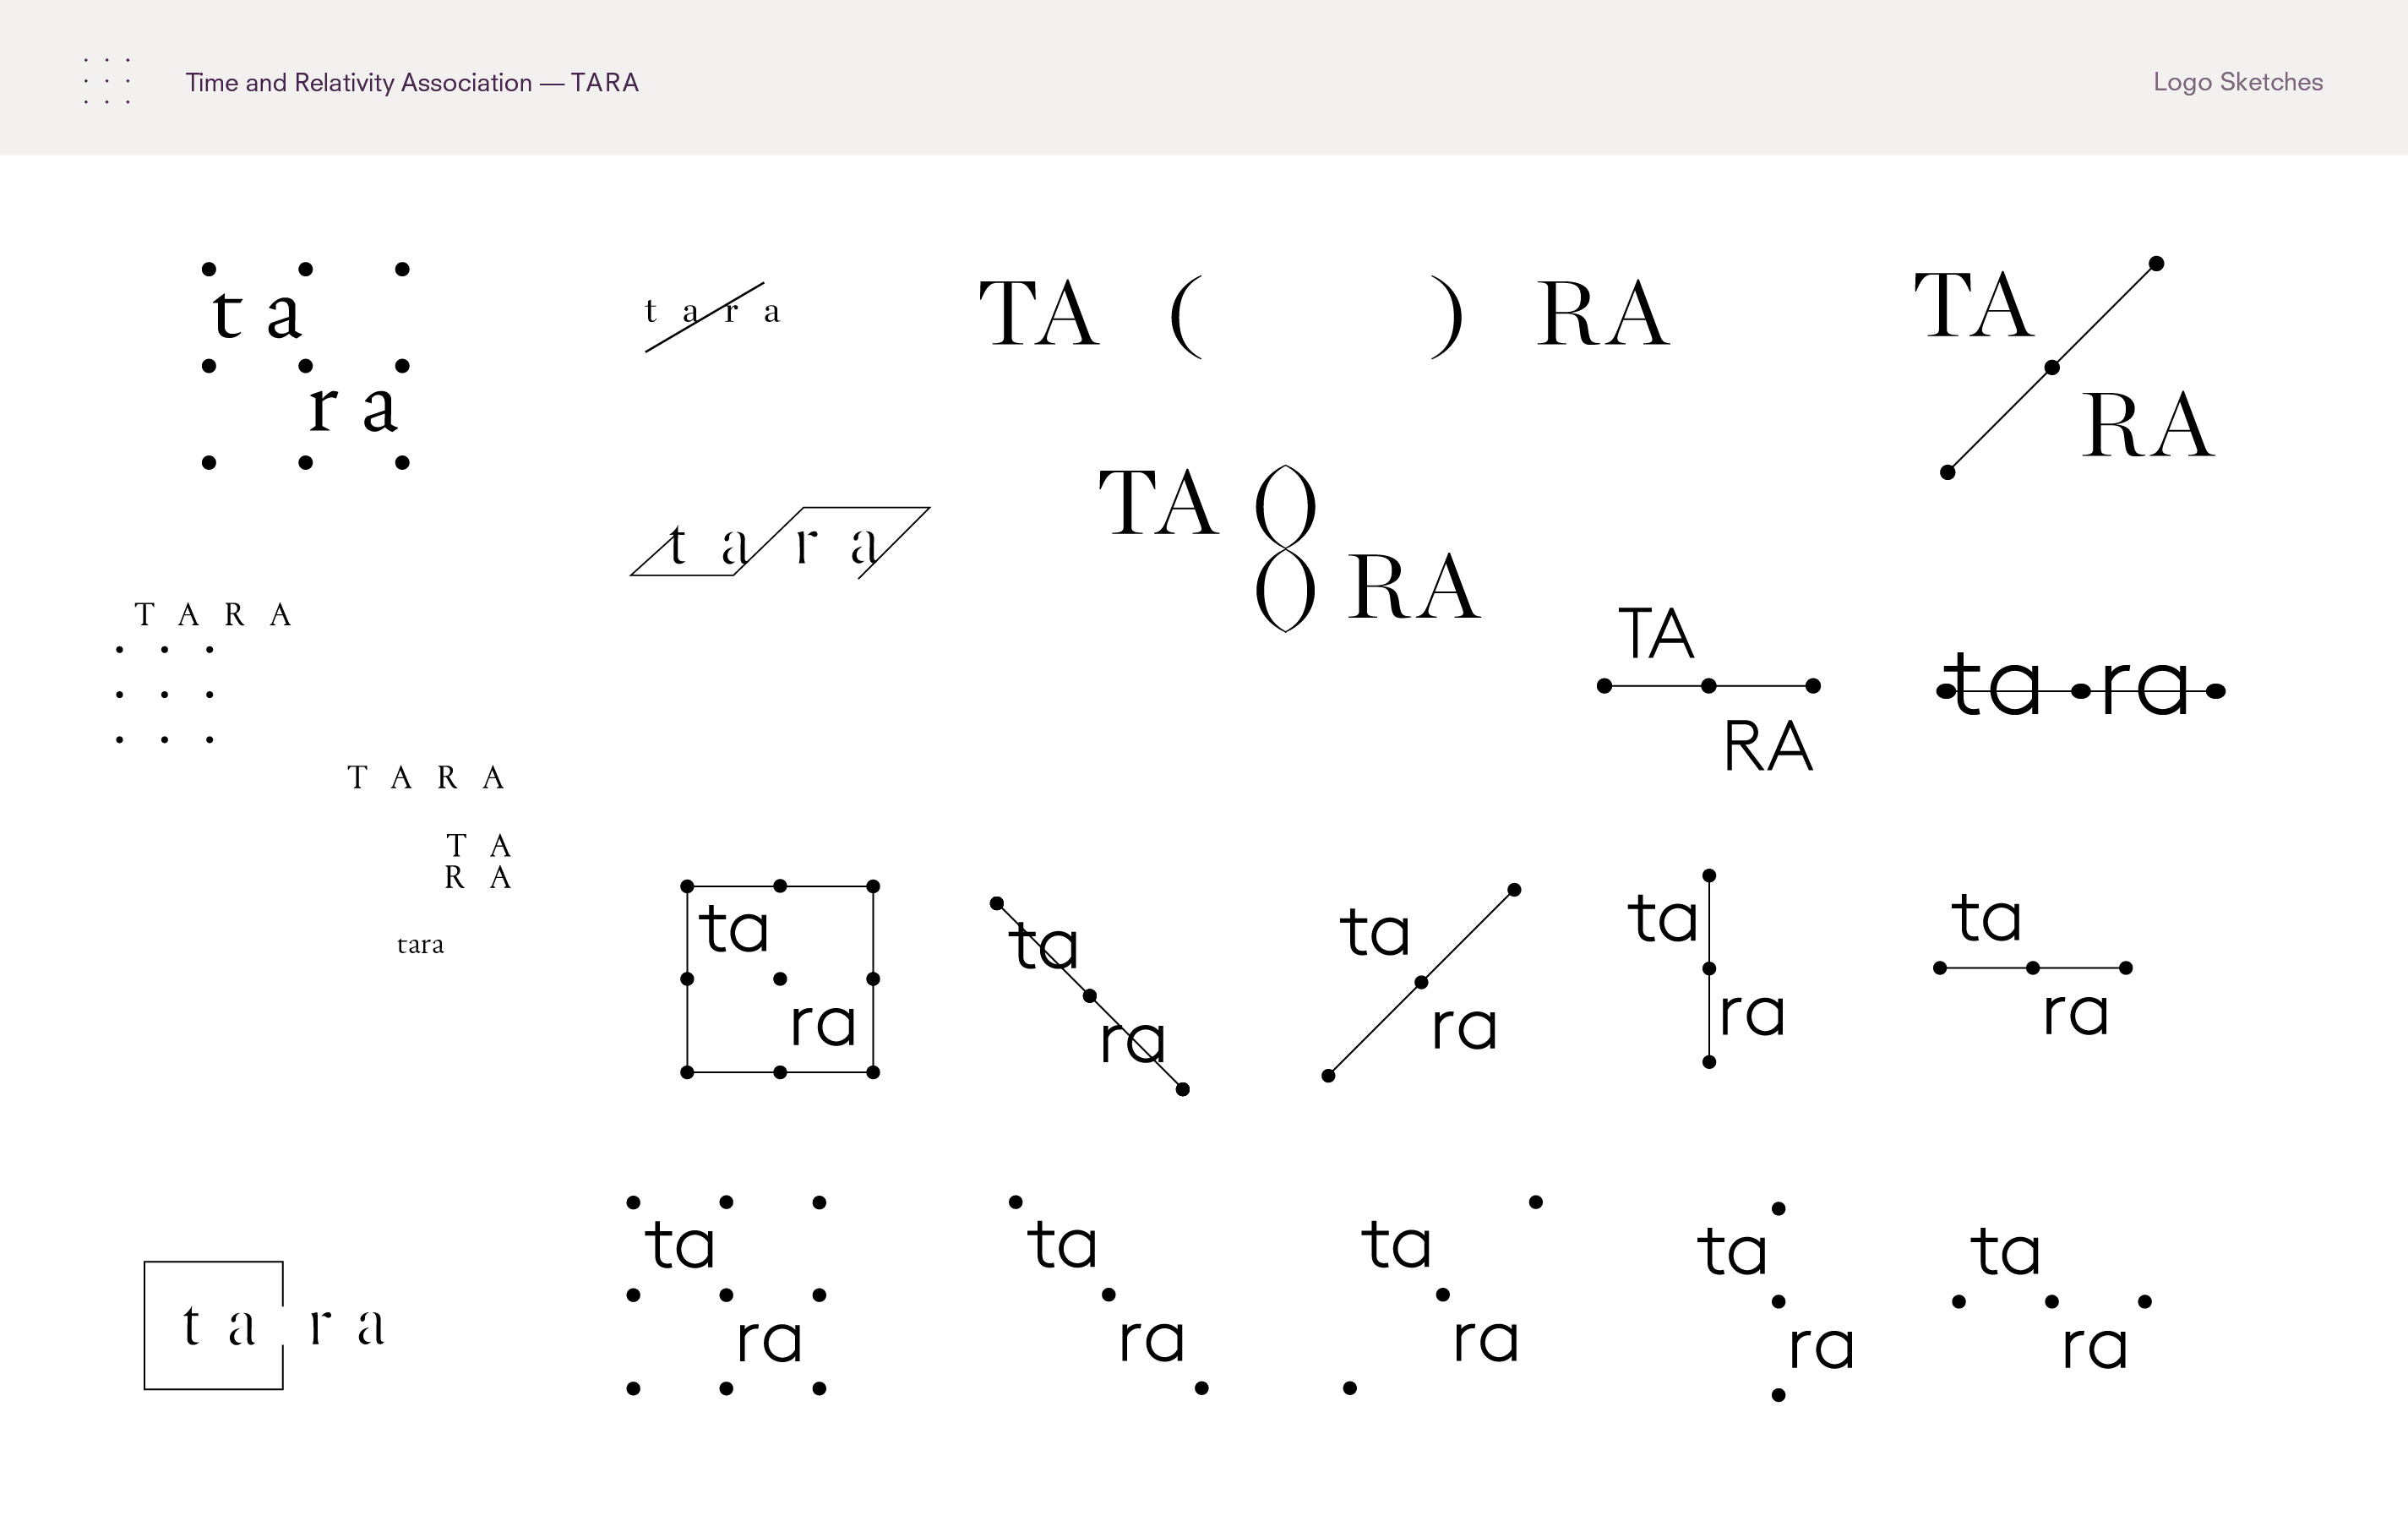 Time and Relativity Association — TARA
Logo Sketches
t a
r a
t a r a
TA ( ) RA
TA
RA
t a r a
TA
RA
T A R A
TA
RA
ta ra
T A R A
T A
R A
tara
ta
ra
ta
ra
ta
ra
ta
ra
ta
ra
t a r a
ta
ra
ta
ra
ta
ra
ta
ra
ta
ra